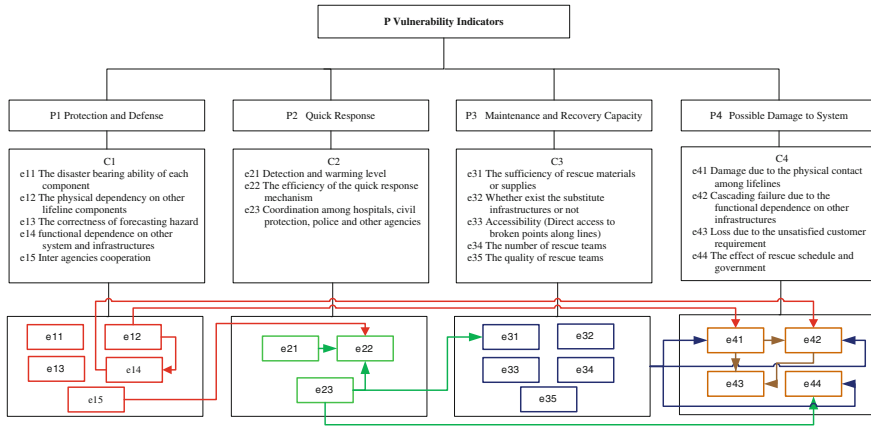 P Vulnerability Indicators
P1 Protection and Defense
P2 Quick Response
P3 Maintenance and Recovery Capacity
P4 Possible Damage to System
C1
e11 The disaster bearing ability of each
component
e12 The physical dependency on other
lifeline components
e13 The correctness of forecasting hazard
e14 functional dependence on other
system and infrastructures
e15 Inter agencies cooperation
C2
e21 Detection and warming level
e22 The efficiency of the quick response
mechanism
e23 Coordination among hospitals, civil
protection, police and other agencies
C3
e31 The sufficiency of rescue materials
or supplies
e32 Whether exist the substitute
infrastructures or not
e33 Accessibility (Direct access to
broken points along lines)
e34 The number of rescue teams
e35 The quality of rescue teams
C4
e41 Damage due to the physical contact
among lifelines
e42 Cascading failure due to the
functional dependence on other
infrastructures
e43 Loss due to the unsatisfied customer
requirement
e44 The effect of rescue schedule and
government
e11
e12
e13
e14
e15
e21
e22
e23
e31
e32
e33
e34
e35
e41
e42
e43
e44